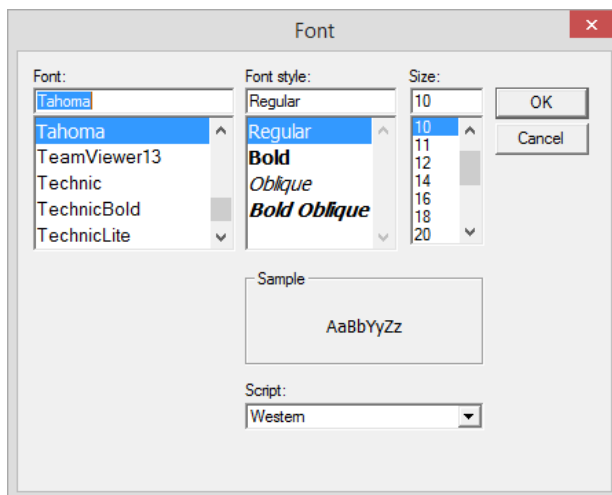 Font
Font:
Font style:
Size:
Tahoma
Regular
10
OK
Tahoma
TeamViewer13
Technic
TechnicBold
TechnicLite
Regular
Bold
Oblique
Bold Oblique
10
11
12
14
16
18
20
Cancel
Sample
AaBbYyZz
Script:
Western